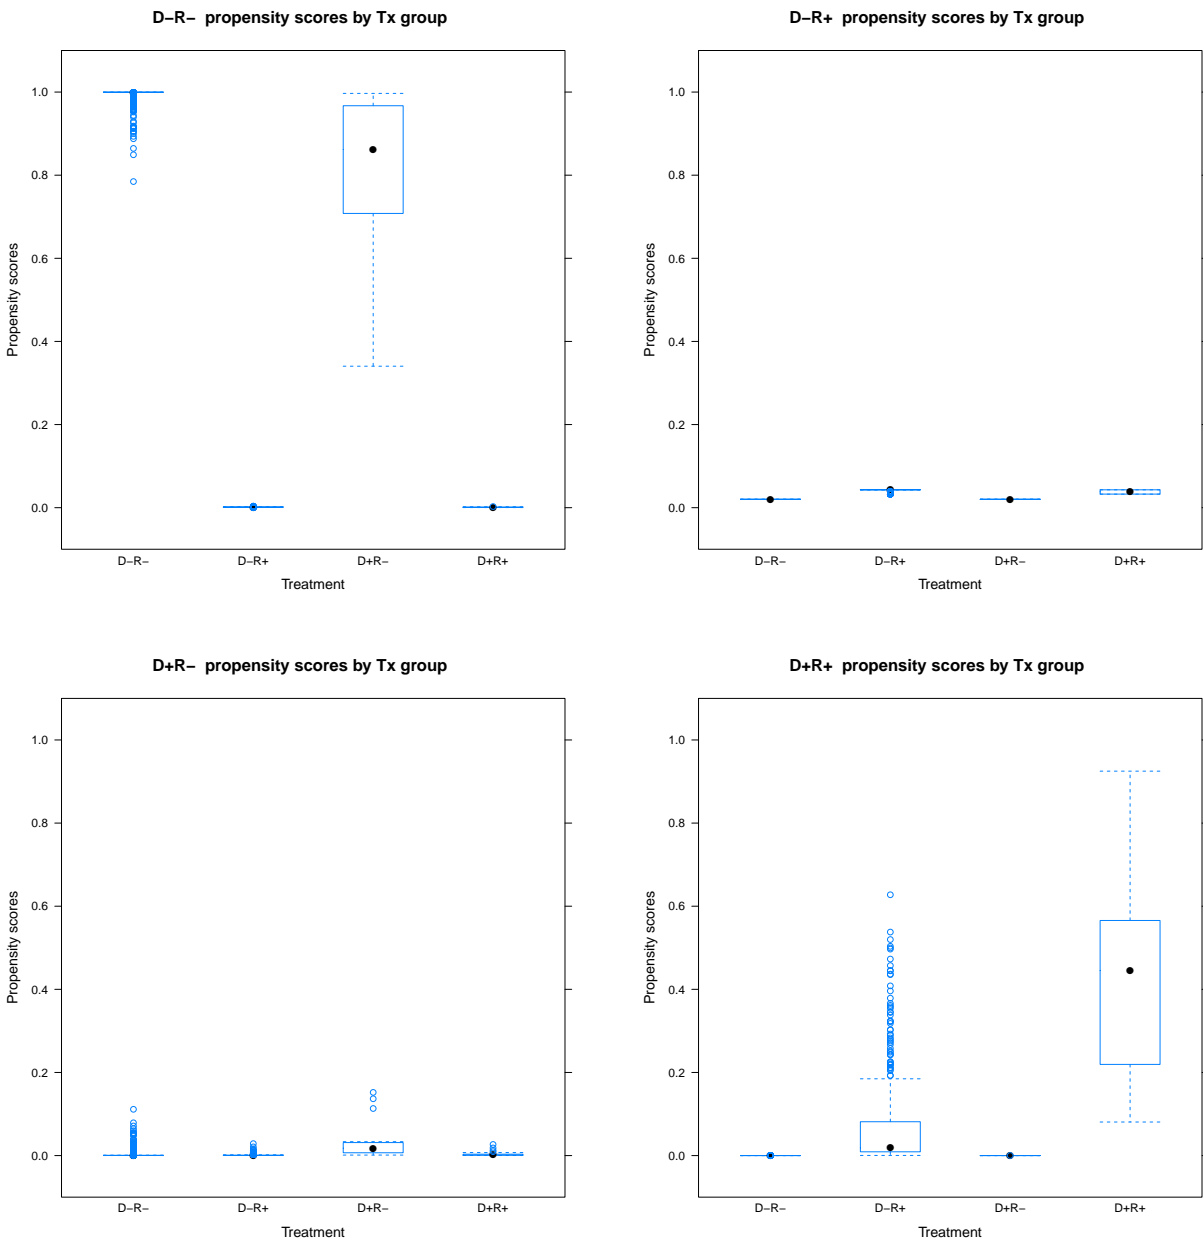 D−R−  propensity scores by Tx group
Propensity scores
1.0
0.8
0.6
0.4
0.2
0.0
D−R− D−R+ D+R− D+R+
Treatment
D−R+  propensity scores by Tx group
Propensity scores
1.0
0.8
0.6
0.4
0.2
0.0
D−R− D−R+ D+R− D+R+
Treatment
D+R−  propensity scores by Tx group
Propensity scores
1.0
0.8
0.6
0.4
0.2
0.0
D−R− D−R+ D+R− D+R+
Treatment
D+R+  propensity scores by Tx group
Propensity scores
1.0
0.8
0.6
0.4
0.2
0.0
D−R− D−R+ D+R− D+R+
Treatment